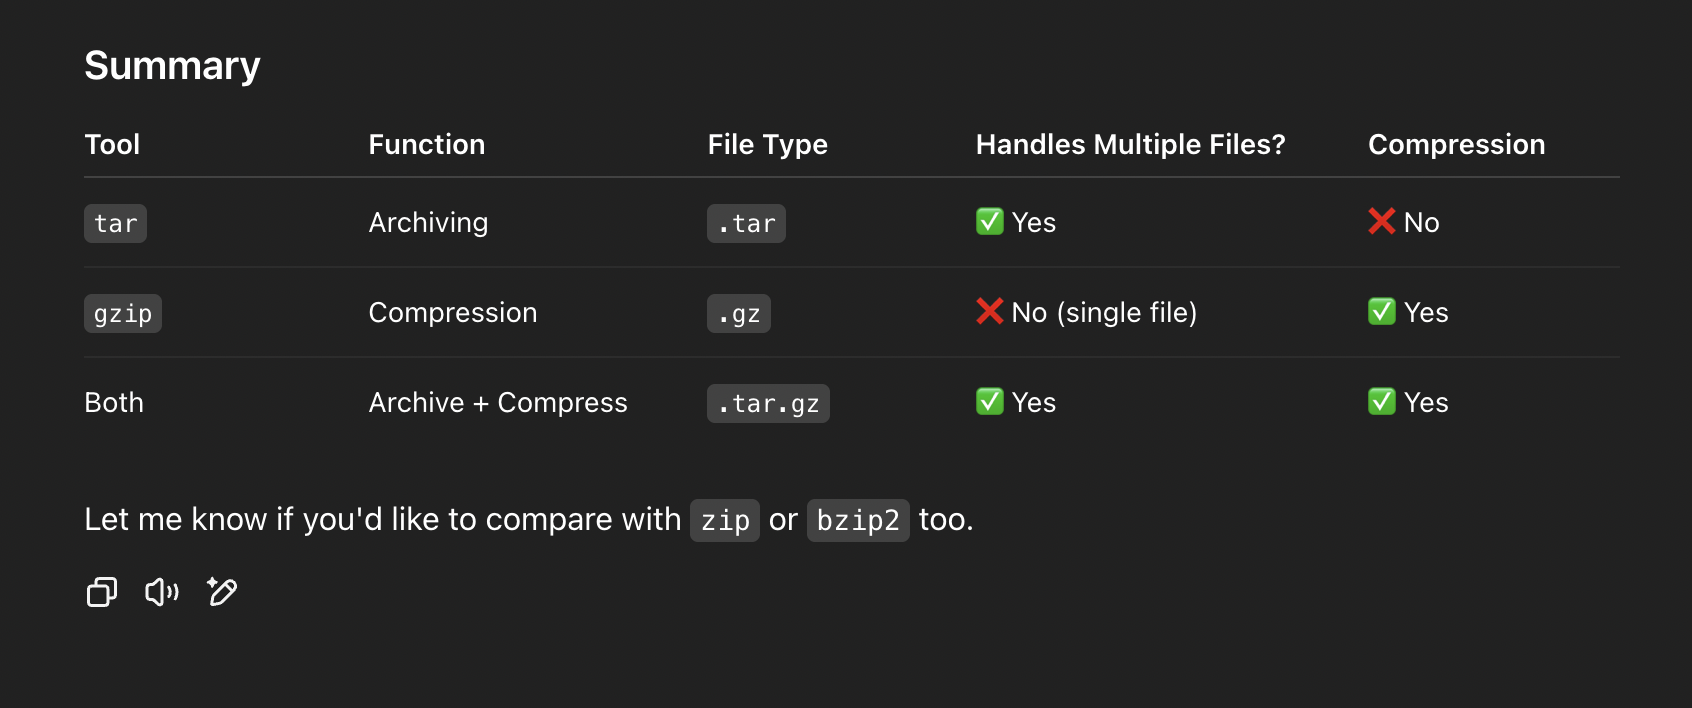 Summary
Tool Function File Type Handles Multiple Files? Compression
tar Archiving .tar ✅ Yes ❌ No
gzip Compression .gz ❌ No (single file) ✅ Yes
Both Archive + Compress .tar.gz ✅ Yes ✅ Yes
Let me know if you'd like to compare with zip or bzip2 too.